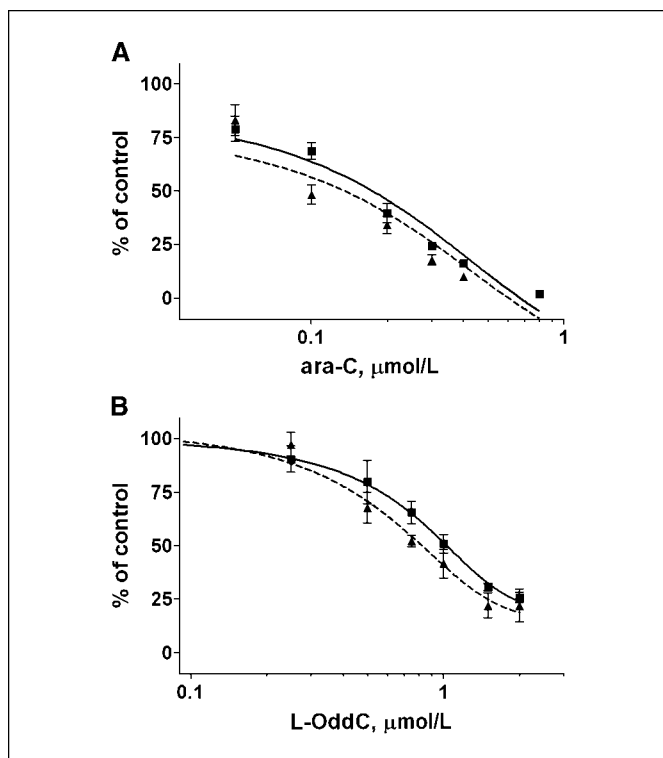 A
100
75
50
25
0
% of control
0.1
1
ara-C, μmol/L
B
100
75
50
25
0
% of control
0.1
1
L-OddC, μmol/L